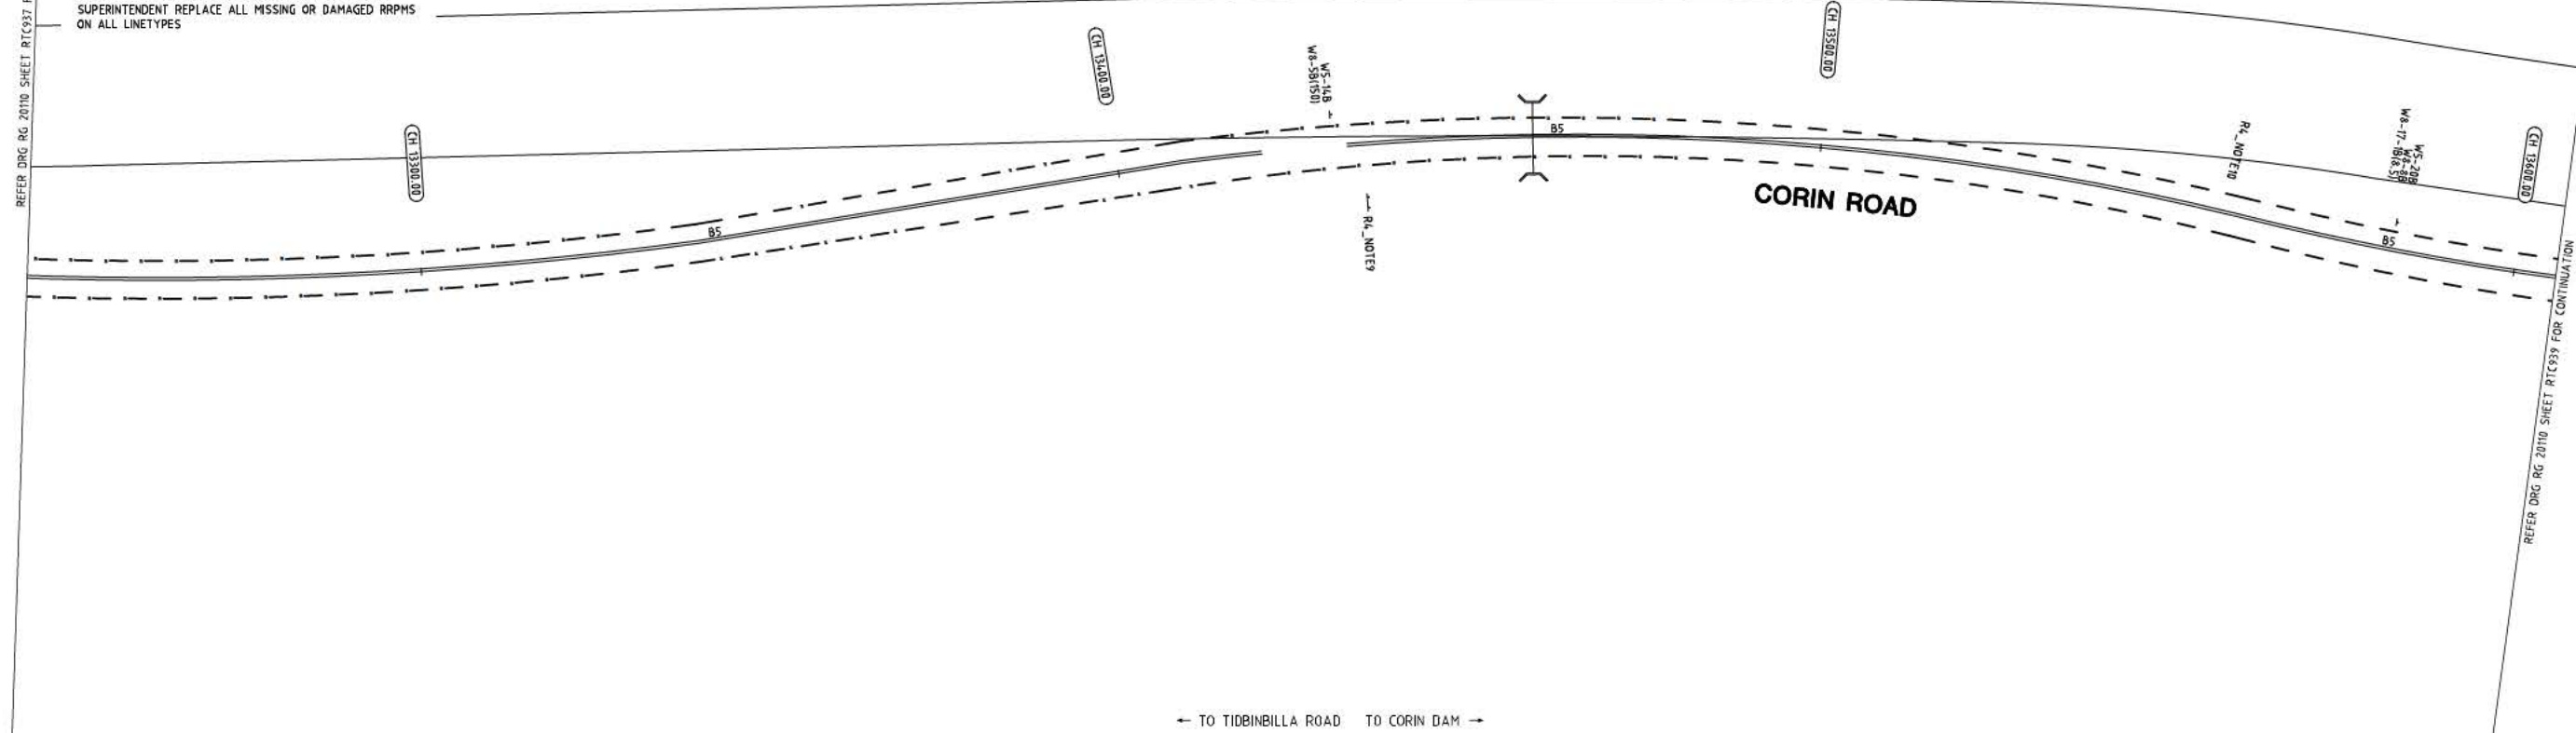 SUPERINTENDENT REPLACE ALL MISSING OR DAMAGED RRPMS
ON ALL LINETYPES
REFER DRG RG 20110 SHEET RTC937
CH 13300.00
CH 13400.00
W5-14B
W8-5B(150)
CH 13500.00
R4_NOTE10
W5-20B
W8-8B
W8-17-1B(8.5)
CH 13600.00
B5
B5
B5
R4_NOTE9
CORIN ROAD
REFER DRG RG 20110 SHEET RTC939 FOR CONTINUATION
← TO TIDBINBILLA ROAD TO CORIN DAM →